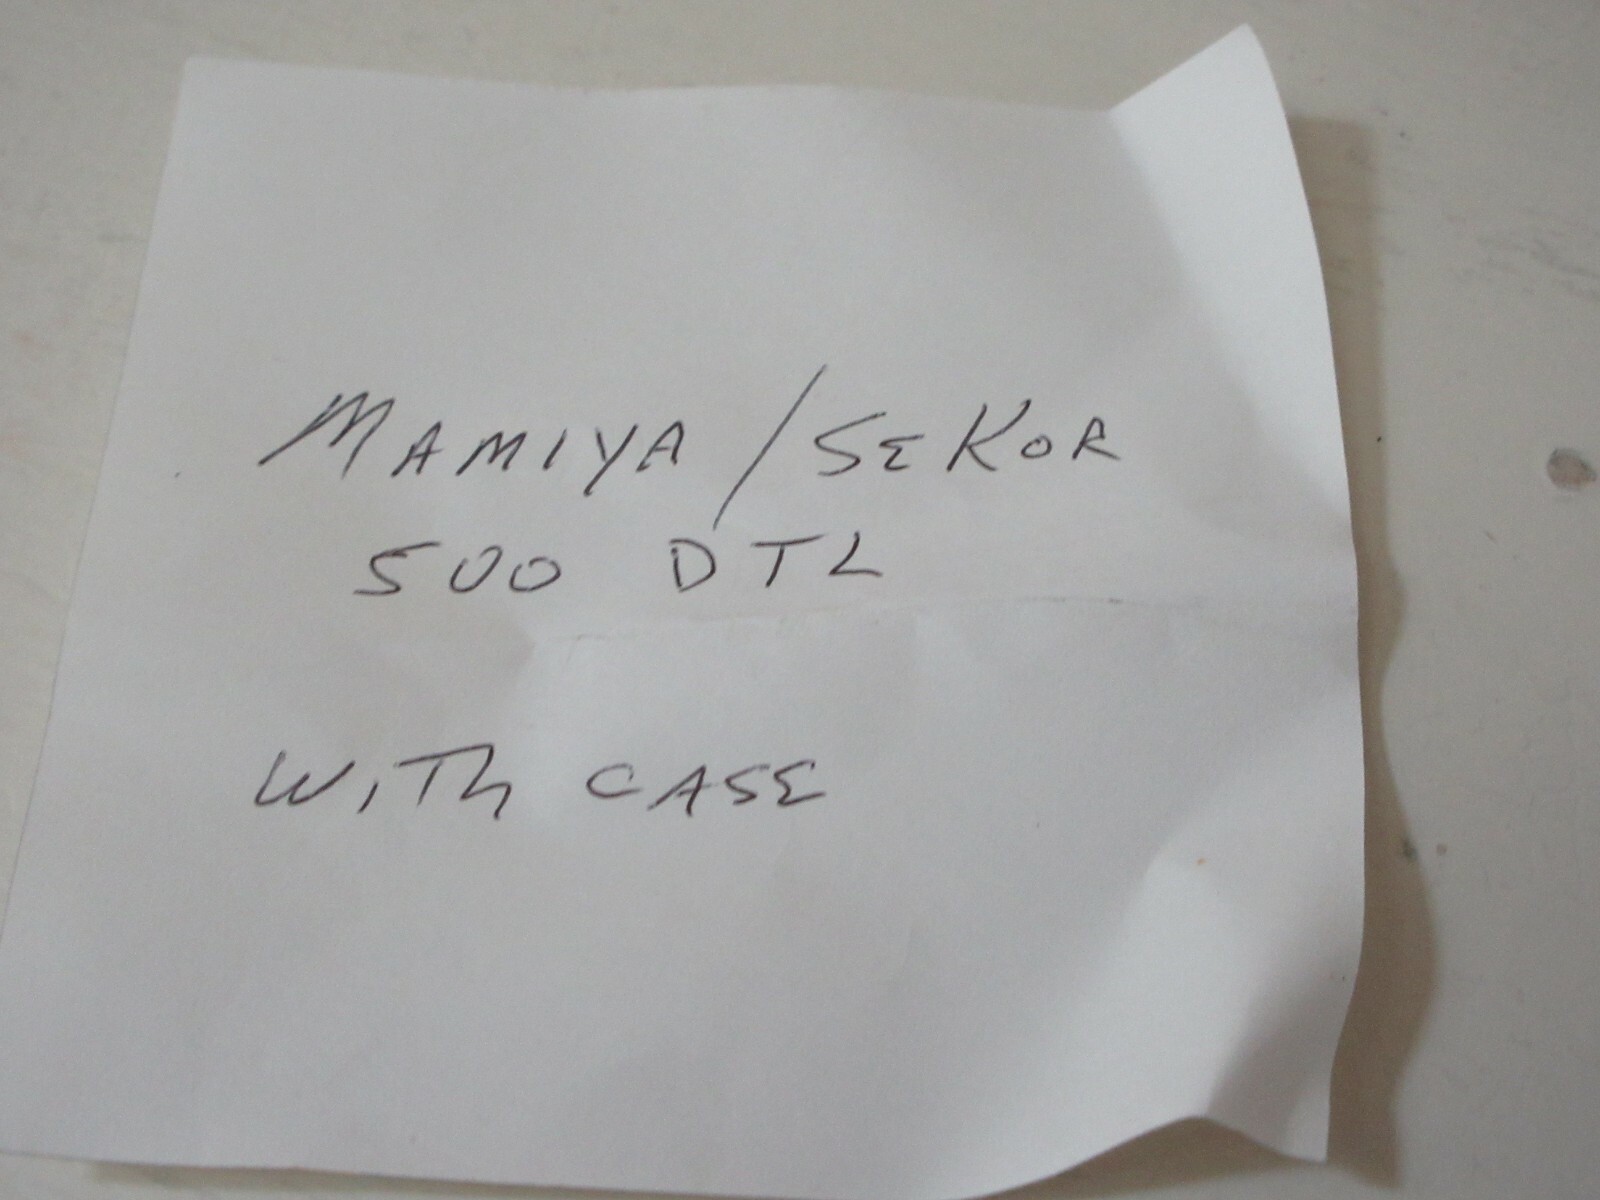 MAMIYA/SEKOR
500 DTL
WITh CASE